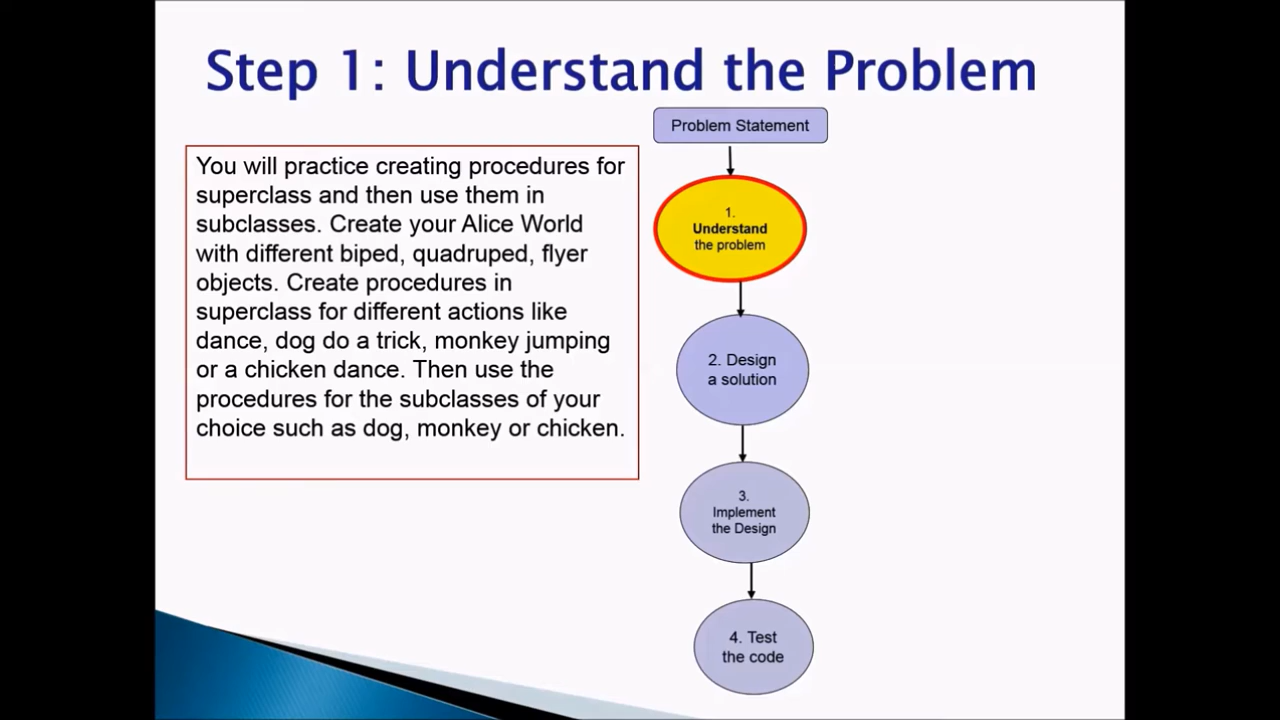 Step 1: Understand the Problem
You will practice creating procedures for
superclass and then use them in
subclasses. Create your Alice World
with different biped, quadruped, flyer
objects. Create procedures in
superclass for different actions like
dance, dog do a trick, monkey jumping
or a chicken dance. Then use the
procedures for the subclasses of your
choice such as dog, monkey or chicken.
Problem Statement
1.
Understand
the problem
2. Design
a solution
3.
Implement
the Design
4. Test
the code